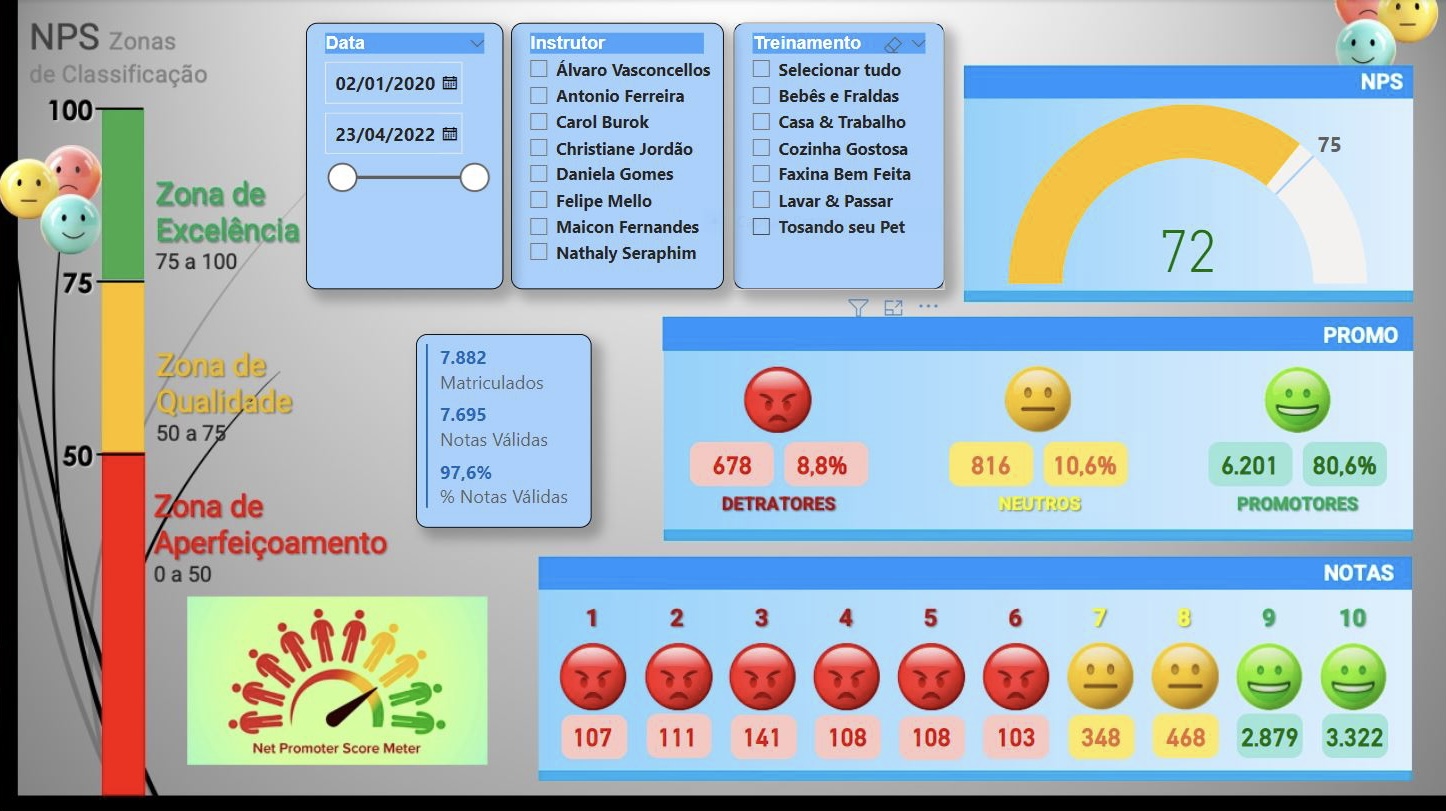 NPS Zonas
de Classificação
100
Zona de
Excelência
75 a 100
75
Zona de
Qualidade
50 a 75
50
Zona de
Aperfeiçoamento
0 a 50
Net Promoter Score Meter
Data
02/01/2020
23/04/2022
Instrutor
Álvaro Vasconcellos
Antonio Ferreira
Carol Burok
Christiane Jordão
Daniela Gomes
Felipe Mello
Maicon Fernandes
Nathaly Seraphim
Treinamento
Selecionar tudo
Bebês e Fraldas
Casa & Trabalho
Cozinha Gostosa
Faxina Bem Feita
Lavar & Passar
Tosando seu Pet
NPS
75
72
7.882
Matriculados
7.695
Notas Válidas
97,6%
% Notas Válidas
PROMO
678 8,8%
DETRATORES
816 10,6%
NEUTROS
6.201 80,6%
PROMOTORES
NOTAS
1 2 3 4 5 6 7 8 9 10
107 111 141 108 108 103 348 468 2.879 3.322